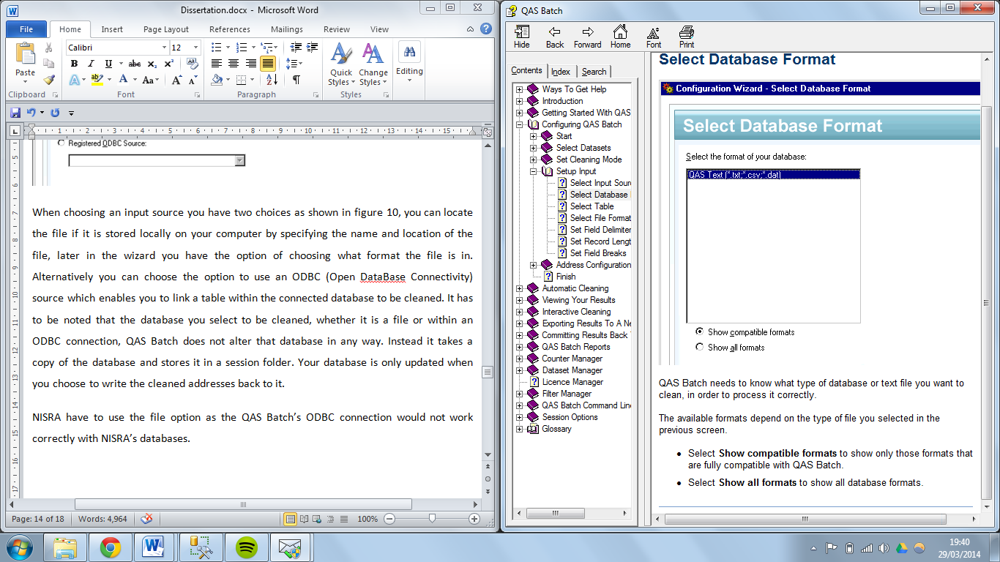 Dissertation.docx - Microsoft Word
File Home Insert Page Layout References Mailings Review View
Calibri 12
Paste
Quick Styles
Change Styles
Editing
Clipboard Font Paragraph Styles
1 2 3 4 5 6 7 8 9 10 11 12 13 14 15
Registered ODBC Source:
When choosing an input source you have two choices as shown in figure 10, you can locate
the file if it is stored locally on your computer by specifying the name and location of the
file, later in the wizard you have the option of choosing what format the file is in.
Alternatively you can choose the option to use an ODBC (Open DataBase Connectivity)
source which enables you to link a table within the connected database to be cleaned. It has
to be noted that the database you select to be cleaned, whether it is a file or within an
ODBC connection, QAS Batch does not alter that database in any way. Instead it takes a
copy of the database and stores it in a session folder. Your database is only updated when
you choose to write the cleaned addresses back to it.
NISRA have to use the file option as the QAS Batch's ODBC connection would not work
correctly with NISRA's databases.
Page: 14 of 18 Words: 4,964 100%
QAS Batch
Hide Back Forward Home Font Print
Contents Index Search
Ways To Get Help
Introduction
Getting Started With QAS
Configuring QAS Batch
Start
Select Datasets
Set Cleaning Mode
Setup Input
Select Input Sour
Select Database
Select Table
Select File Format
Set Field Delimiter
Set Record Lengt
Set Field Breaks
Address Configuration
Finish
Automatic Cleaning
Viewing Your Results
Interactive Cleaning
Exporting Results To A Ne
Committing Results Back
QAS Batch Reports
Counter Manager
Dataset Manager
Licence Manager
Filter Manager
QAS Batch Command Line
Session Options
Glossary
Select Database Format
Configuration Wizard - Select Database Format
Select Database Format
Select the format of your database:
QAS Text (*.txt;*.csv;*.dat)
Show compatible formats
Show all formats
QAS Batch needs to know what type of database or text file you want to
clean, in order to process it correctly.
The available formats depend on the type of file you selected in the
previous screen.
• Select Show compatible formats to show only those formats that
are fully compatible with QAS Batch.
• Select Show all formats to show all database formats.
19:40
29/03/2014